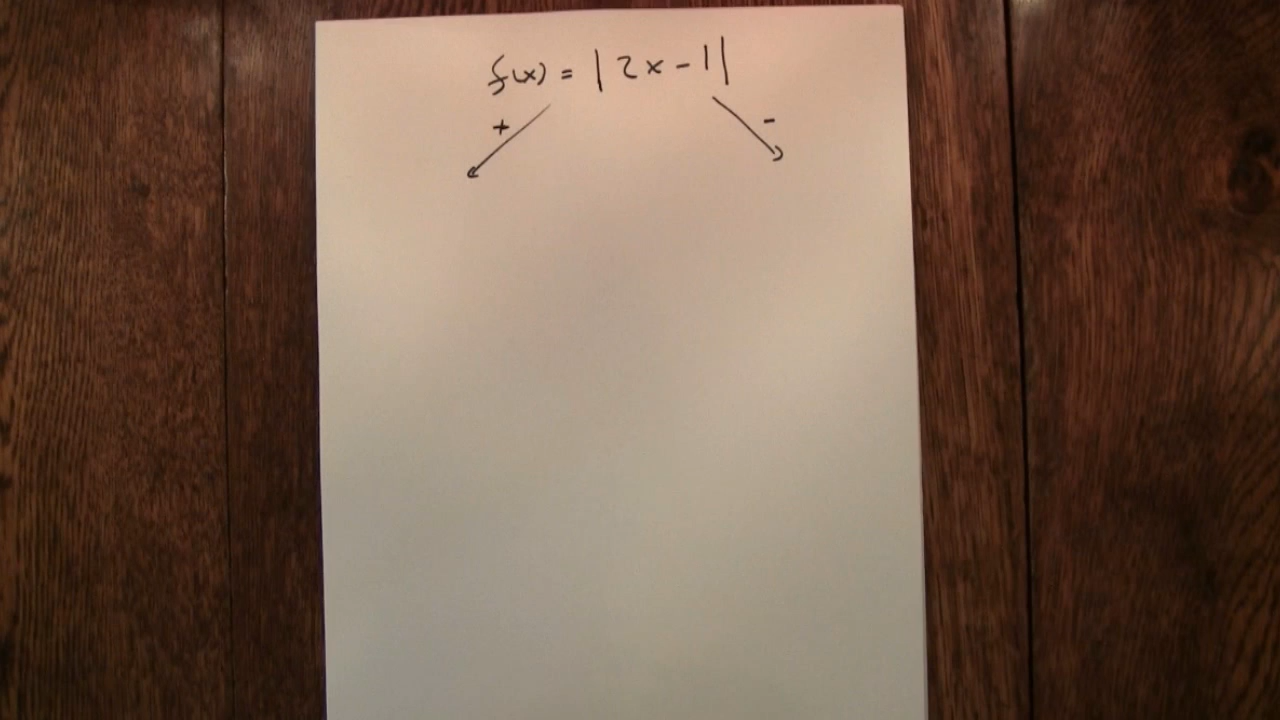 f(x) = | 2x - 1 |
+ -